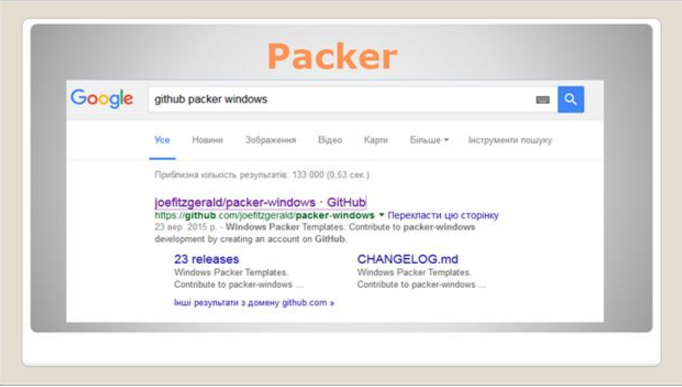 Packer
Google github packer windows
Усе Новини Зображення Відео Карти Більше Інструменти пошуку
Приблизна кількість результатів: 133 000 (0,53 сек.)
joefitzgerald/packer-windows · GitHub
https://github.com/joefitzgerald/packer-windows ▾ Перекласти цю сторінку
23 вер. 2015 р. - Windows Packer Templates. Contribute to packer-windows
development by creating an account on GitHub.
23 releases CHANGELOG.md
Windows Packer Templates. Windows Packer Templates.
Contribute to packer-windows ... Contribute to packer-windows ...
Інші результати з домену github.com »